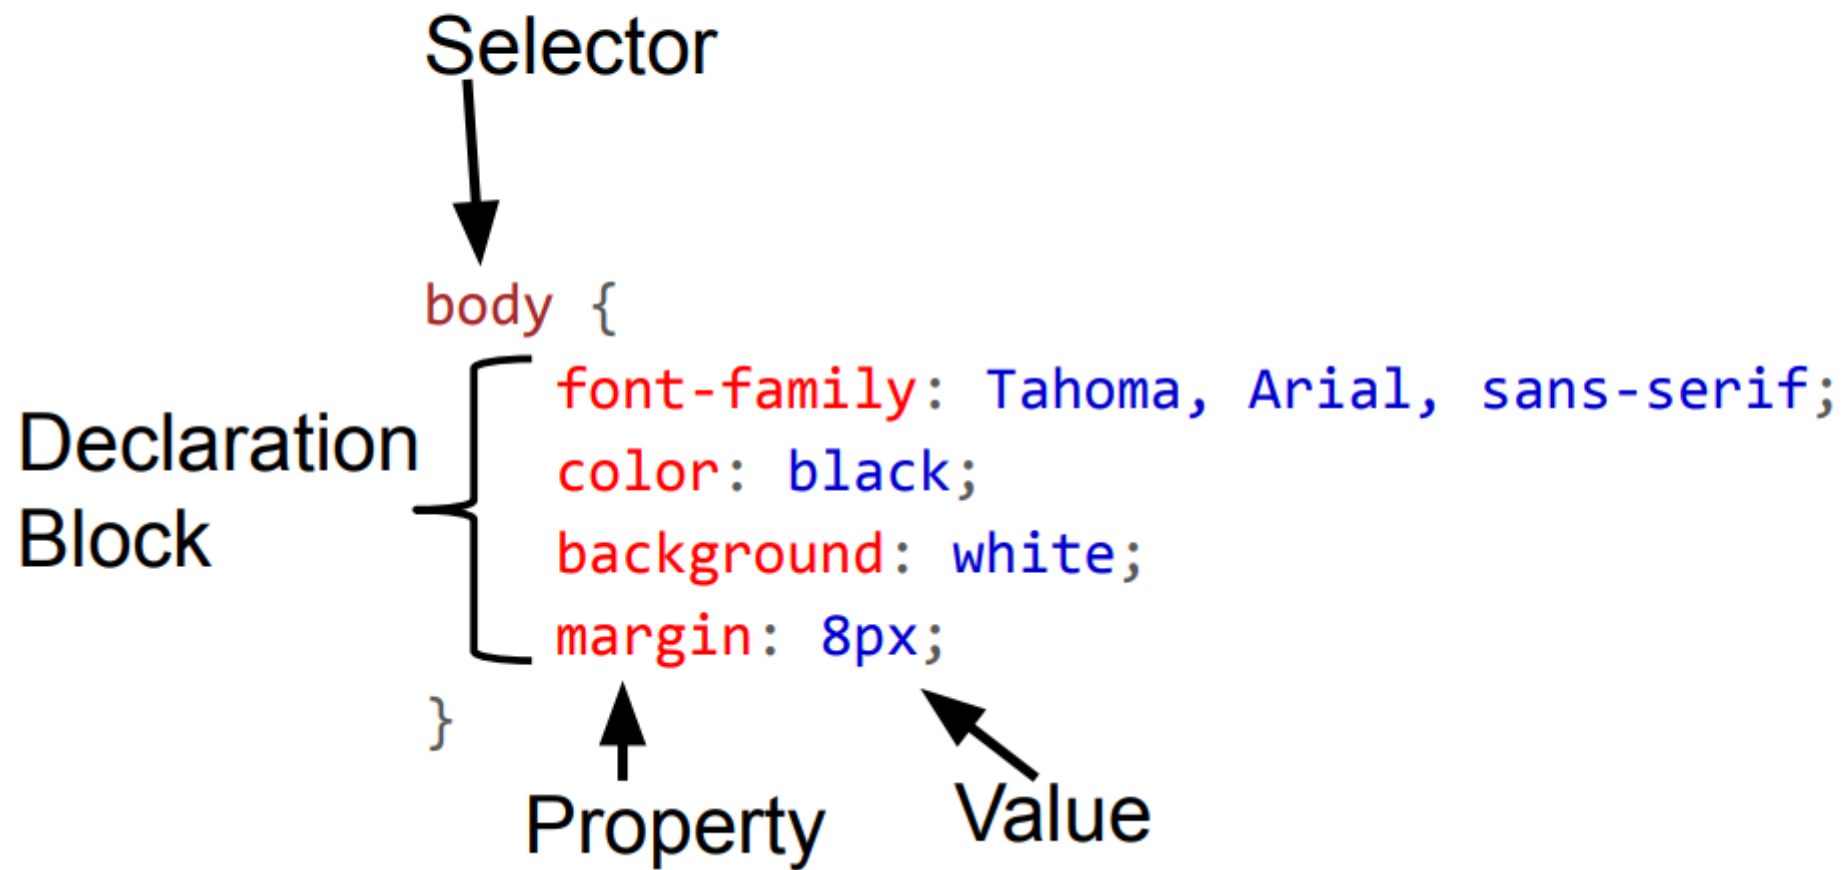 Selector
body {
font-family: Tahoma, Arial, sans-serif;
color: black;
background: white;
margin: 8px;
}
Declaration
Block
Property
Value